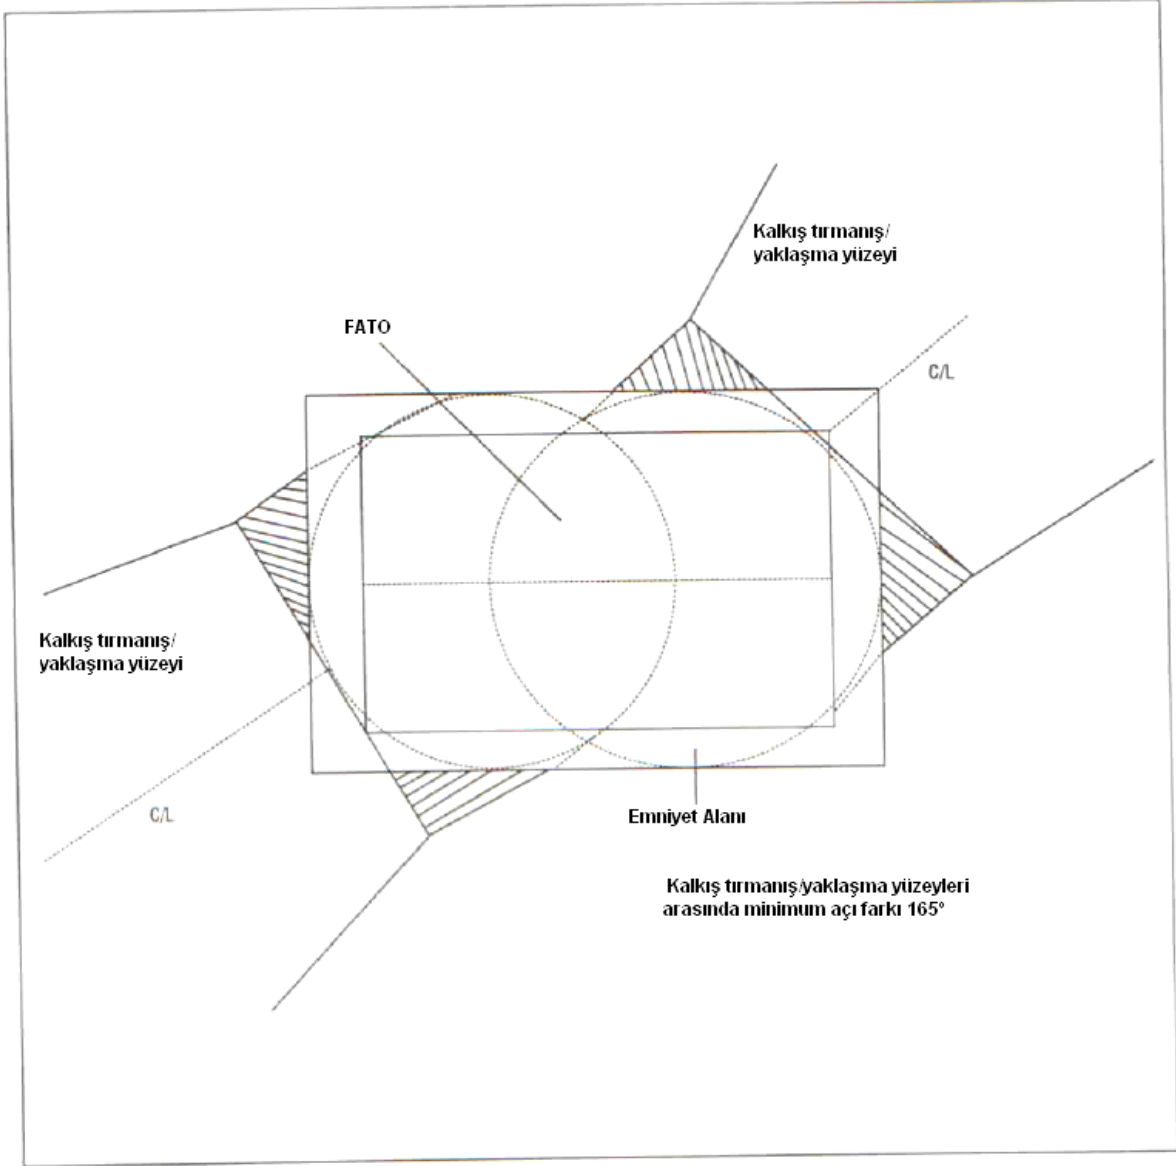 Kalkış tırmanış/
yaklaşma yüzeyi
FATO
C/L
Kalkış tırmanış/
yaklaşma yüzeyi
C/L
Emniyet Alanı
Kalkış tırmanış/yaklaşma yüzeyleri
arasında minimum açı farkı 165°